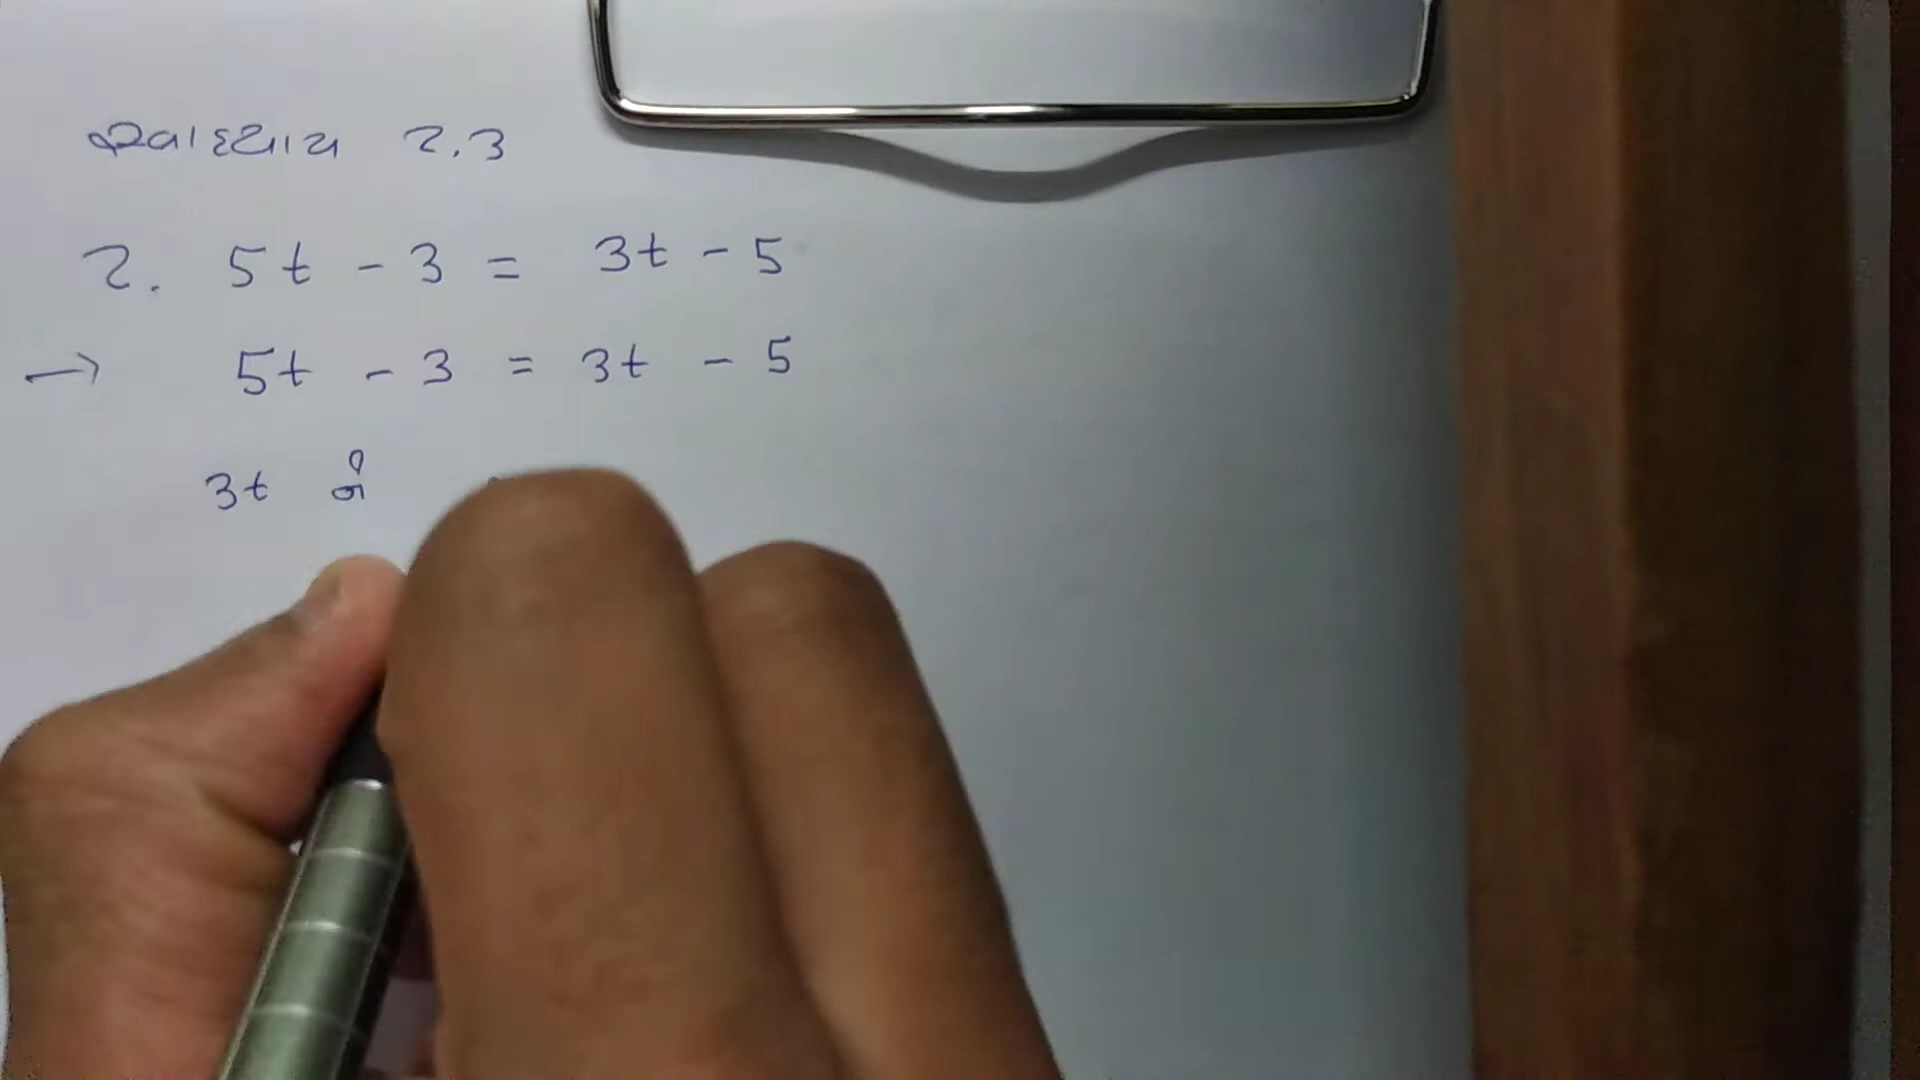 સ્વાધ્યાય 2.3
2. 5t - 3 = 3t - 5
→ 5t - 3 = 3t - 5
3t ને